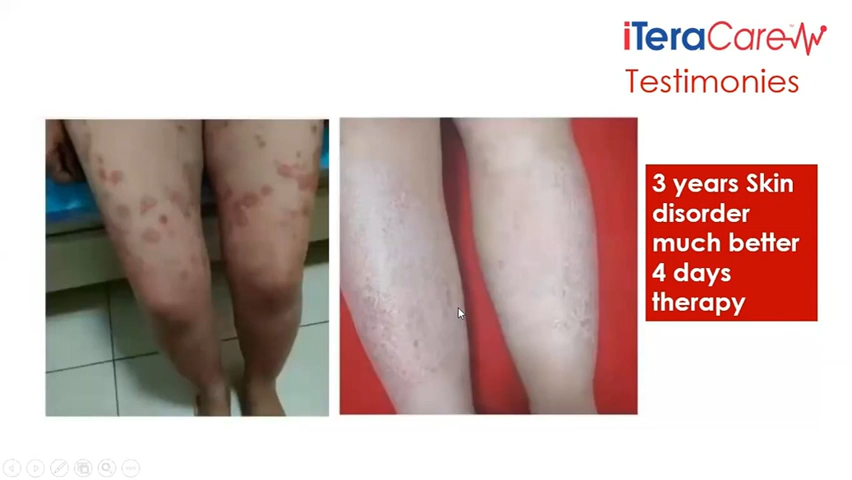 iTeraCare
Testimonies
3 years Skin
disorder
much better
4 days
therapy